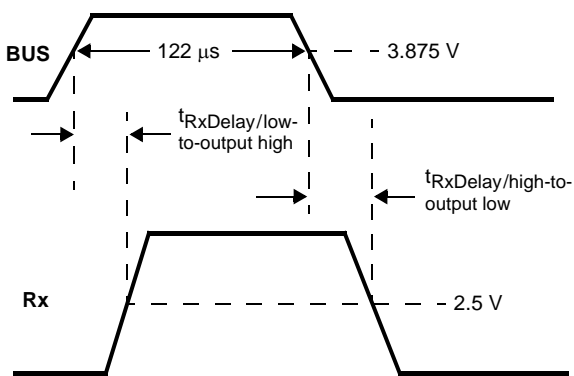 BUS
122 μs
3.875 V
tRxDelay/low-
to-output high
tRxDelay/high-to-
output low
Rx
2.5 V